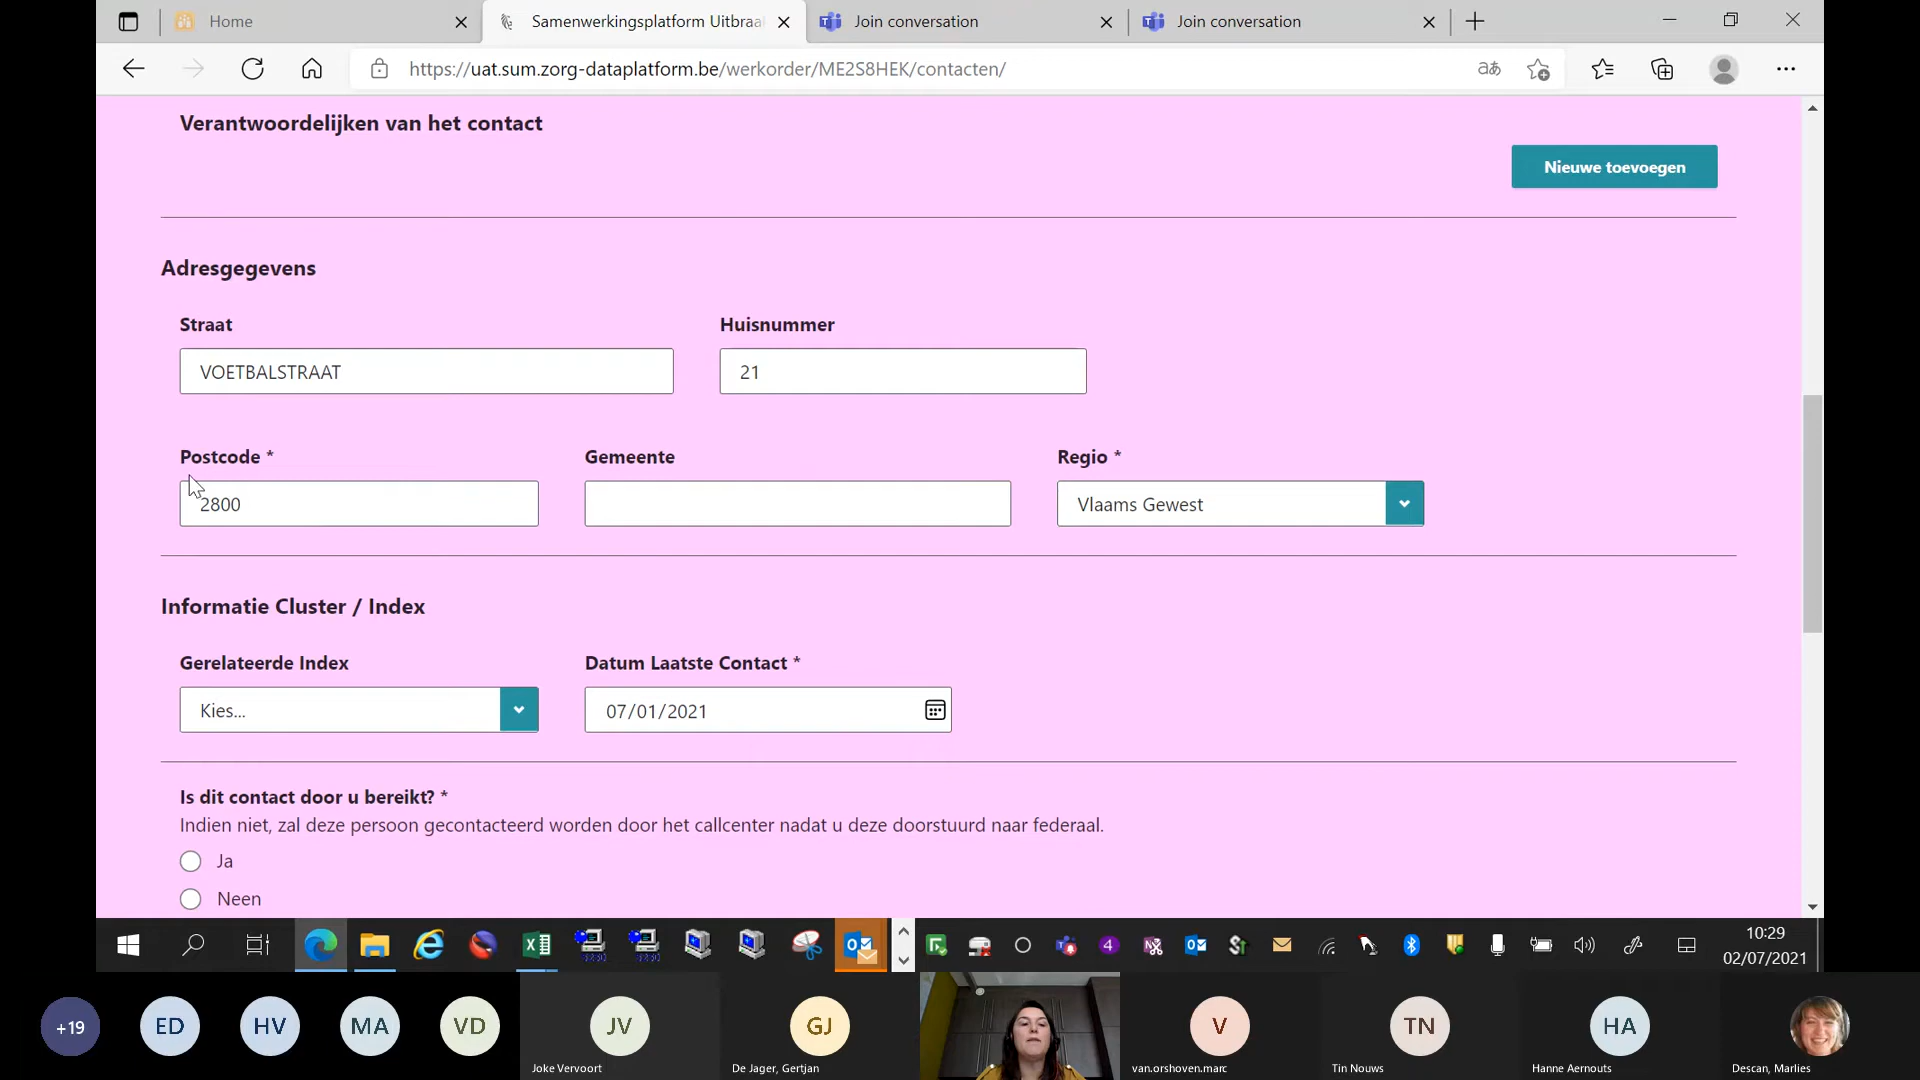 Home
Samenwerkingsplatform Uitbraa
Join conversation
Join conversation
https://uat.sum.zorg-dataplatform.be/werkorder/ME2S8HEK/contacten/
Verantwoordelijken van het contact
Nieuwe toevoegen
Adresgegevens
Straat
Huisnummer
VOETBALSTRAAT
21
Postcode *
Gemeente
Regio *
2800
Vlaams Gewest
Informatie Cluster / Index
Gerelateerde Index
Datum Laatste Contact *
Kies...
07/01/2021
Is dit contact door u bereikt? *
Indien niet, zal deze persoon gecontacteerd worden door het callcenter nadat u deze doorstuurd naar federaal.
Ja
Neen
10:29
02/07/2021
+19
ED
HV
MA
VD
JV
GJ
V
TN
HA
Joke Vervoort
De Jager, Gertjan
van.orshoven.marc
Tin Nouws
Hanne Aernouts
Descan, Marlies